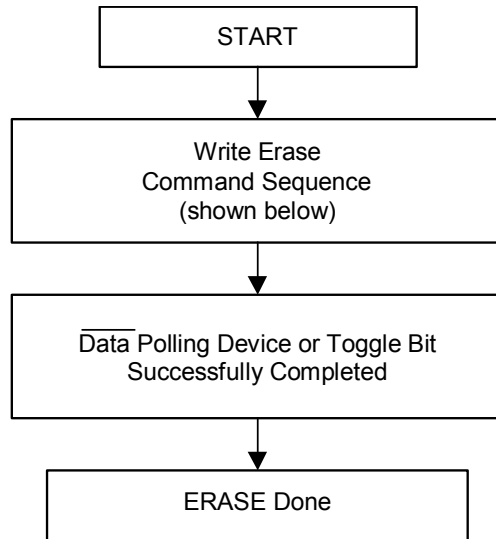 START
Write Erase
Command Sequence
(shown below)
Data Polling Device or Toggle Bit
Successfully Completed
ERASE Done